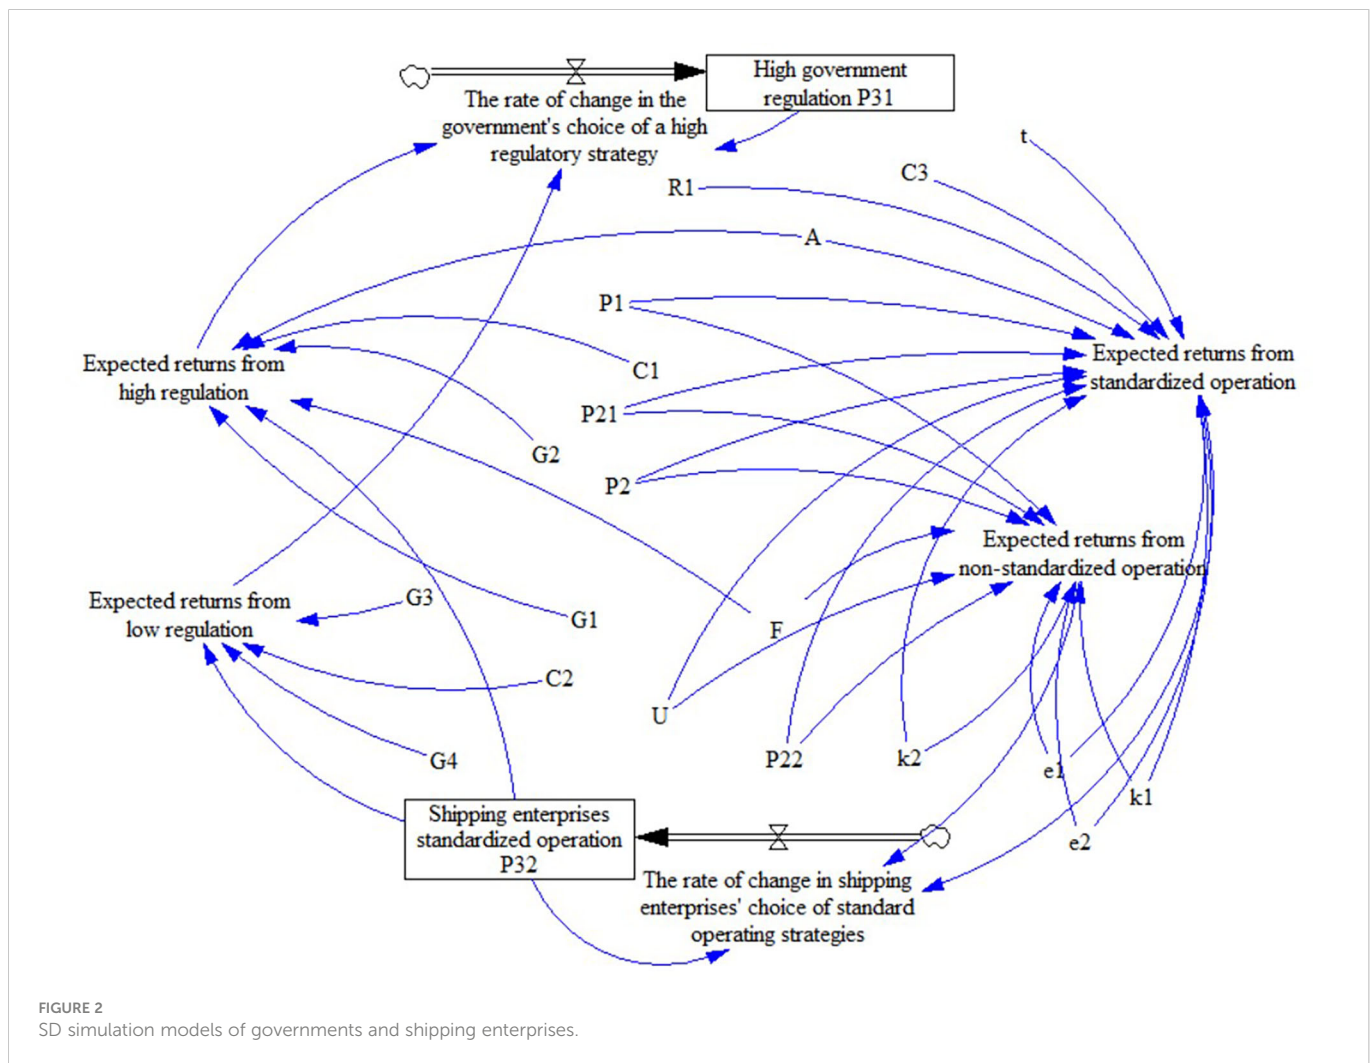 High government
regulation P31
The rate of change in the
government's choice of a high
regulatory strategy
t
C3
R1
A
P1
Expected returns from
high regulation
C1
Expected returns from
standardized operation
P21
G2
P2
Expected returns from
non-standardized operation
Expected returns from
low regulation
G3
G1
F
C2
U
G4
P22
k2
e1
k1
Shipping enterprises
standardized operation
P32
e2
The rate of change in shipping
enterprises' choice of standard
operating strategies
FIGURE 2
SD simulation models of governments and shipping enterprises.